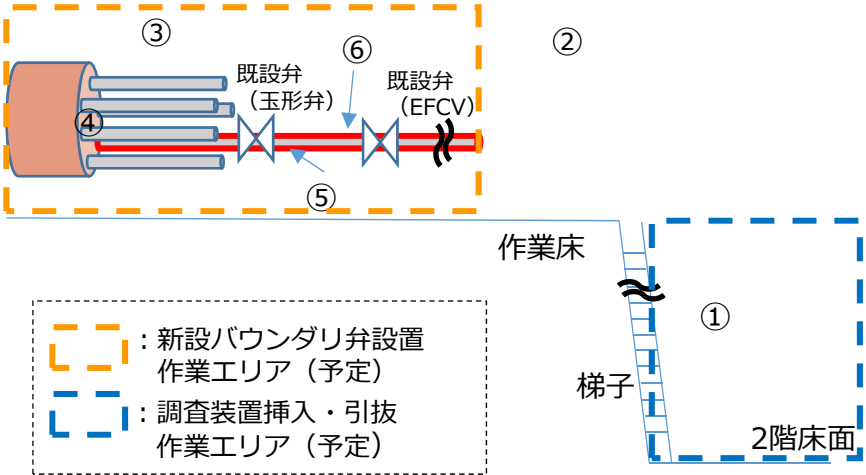 ③
⑥
②
既設弁
（玉形弁）
既設弁
（EFCV）
④
⑤
作業床
①
梯子
2階床面
：新設バウンダリ弁設置
作業エリア（予定）
：調査装置挿入・引抜
作業エリア（予定）